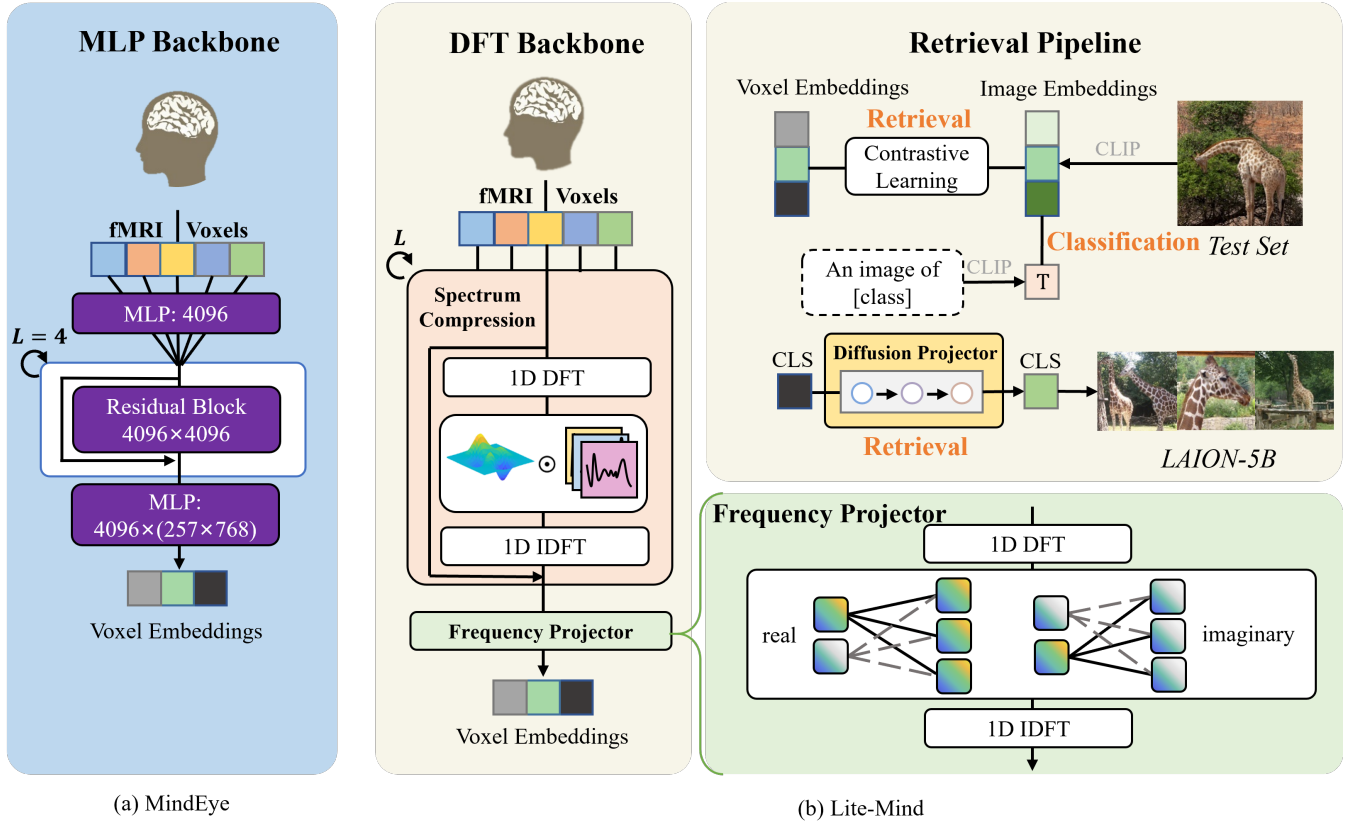 MLP Backbone
fMRI Voxels
MLP: 4096
L = 4
Residual Block
4096×4096
MLP:
4096×(257×768)
Voxel Embeddings
(a) MindEye
DFT Backbone
fMRI Voxels
L
Spectrum
Compression
1D DFT
1D IDFT
Frequency Projector
Voxel Embeddings
Retrieval Pipeline
Voxel Embeddings
Image Embeddings
Retrieval
Contrastive
Learning
CLIP
Classification
Test Set
An image of
[class]
CLIP
T
CLS
Diffusion Projector
CLS
Retrieval
LAION-5B
Frequency Projector
1D DFT
real
imaginary
1D IDFT
(b) Lite-Mind